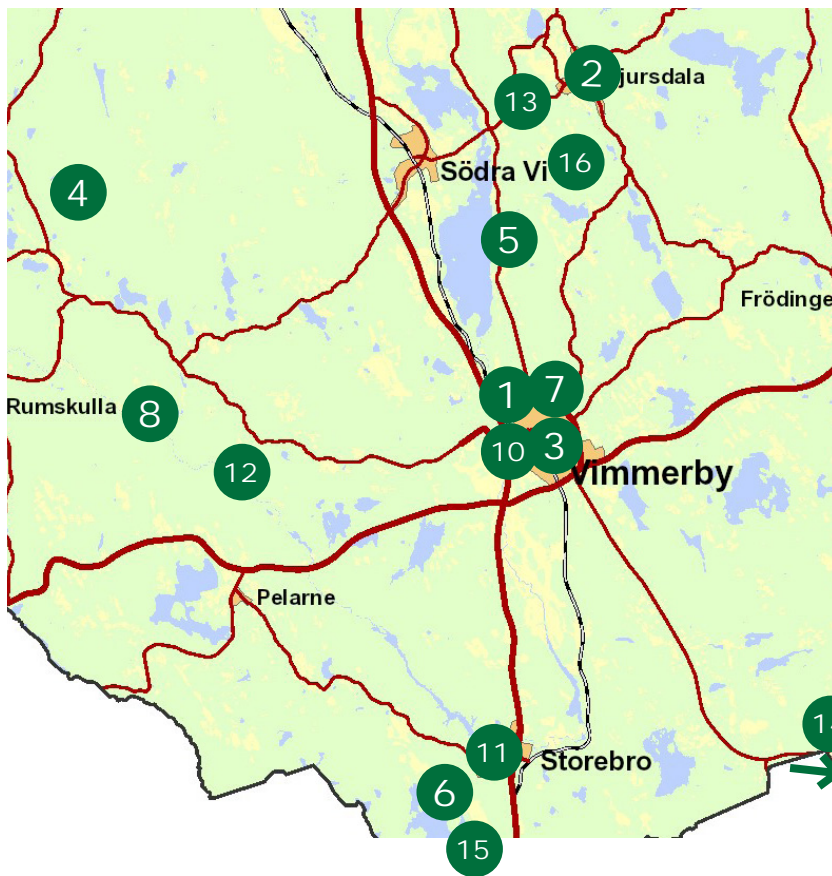 2 jursdala
13
Södra Vi 16
4
5
Frödinge
1 7
Rumskulla 8
10 3
12 Vimmerby
Pelarne
11 Storebro
6
15